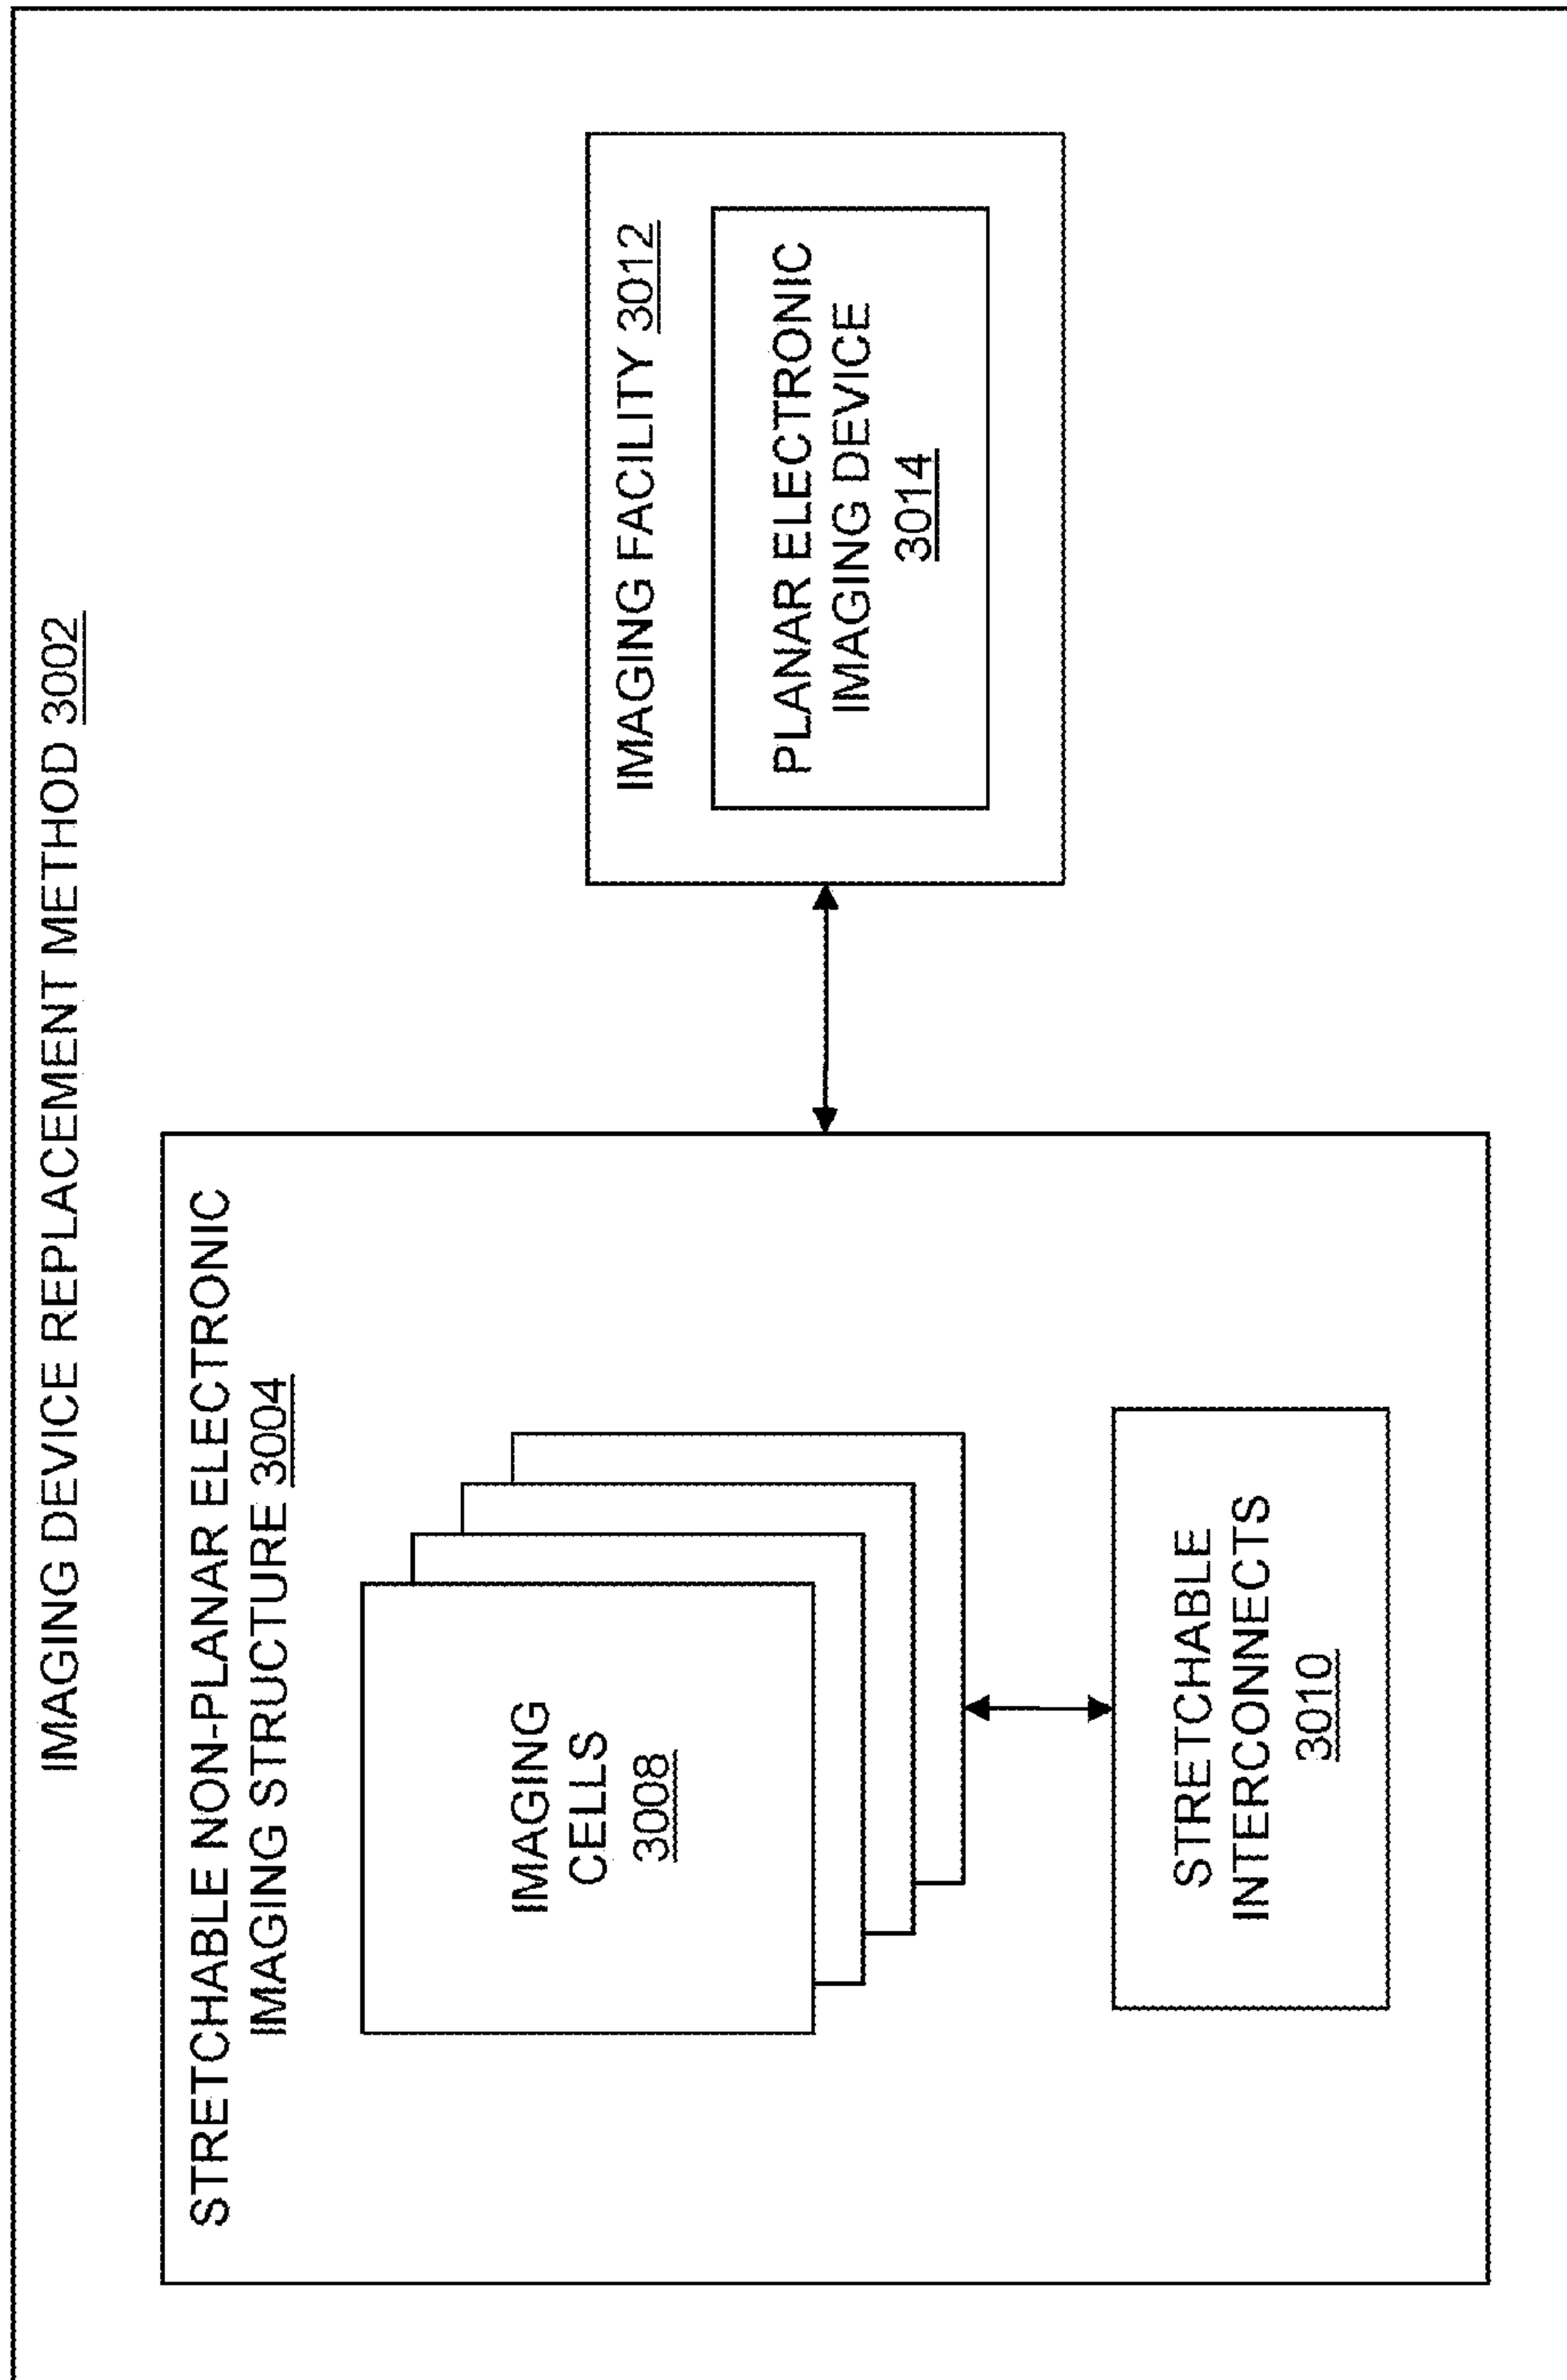 IMAGING DEVICE REPLACEMENT METHOD 3002
STRETCHABLE NON-PLANAR ELECTRONIC
IMAGING STRUCTURE 3004
IMAGING
CELLS
3008
STRETCHABLE
INTERCONNECTS
3010
IMAGING FACILITY 3012
PLANAR ELECTRONIC
IMAGING DEVICE
3014